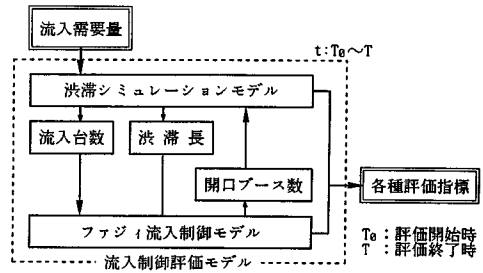 流入需要量
t:T₀～T
渋滞シミュレーションモデル
流入台数
渋滞長
開口ブース数
各種評価指標
ファジィ流入制御モデル
T₀：評価開始時
T：評価終了時
流入制御評価モデル